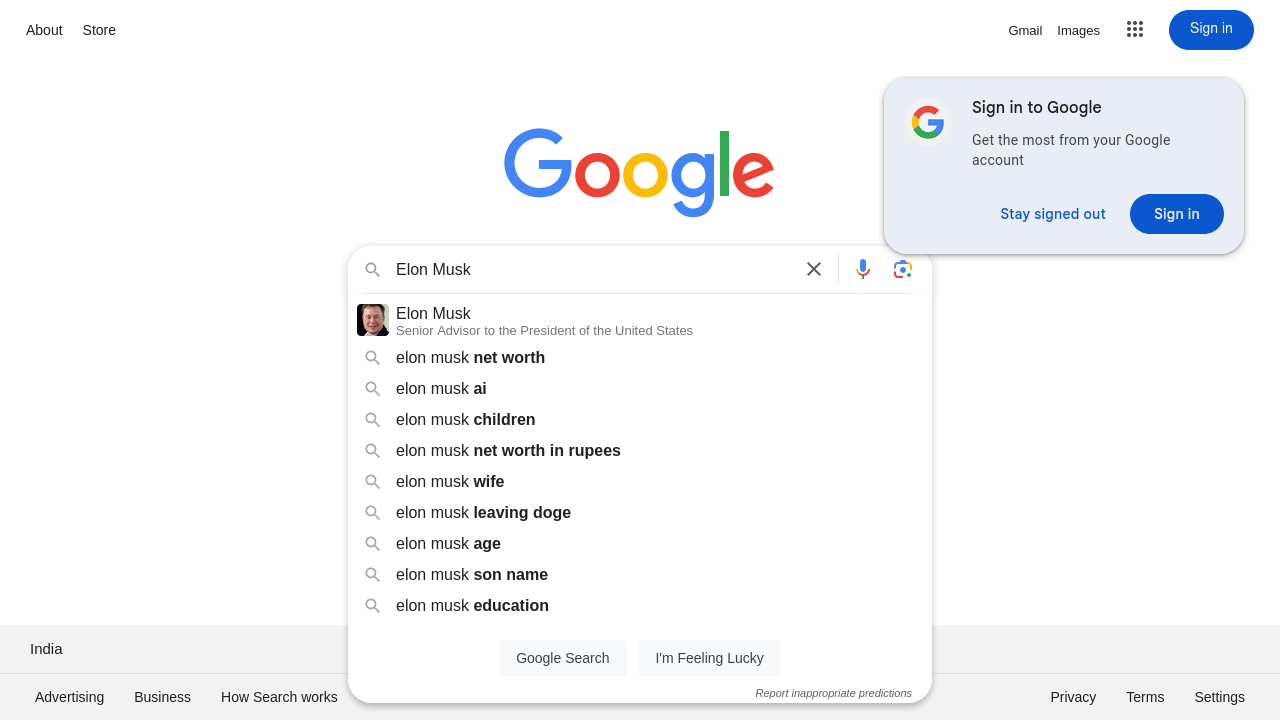 About Store
Gmail Images Sign in
Sign in to Google
Get the most from your Google
account
Stay signed out Sign in
Google
Elon Musk
Elon Musk
Senior Advisor to the President of the United States
elon musk net worth
elon musk ai
elon musk children
elon musk net worth in rupees
elon musk wife
elon musk leaving doge
elon musk age
elon musk son name
elon musk education
Google Search I'm Feeling Lucky
Report inappropriate predictions
India
Advertising Business How Search works
Privacy Terms Settings